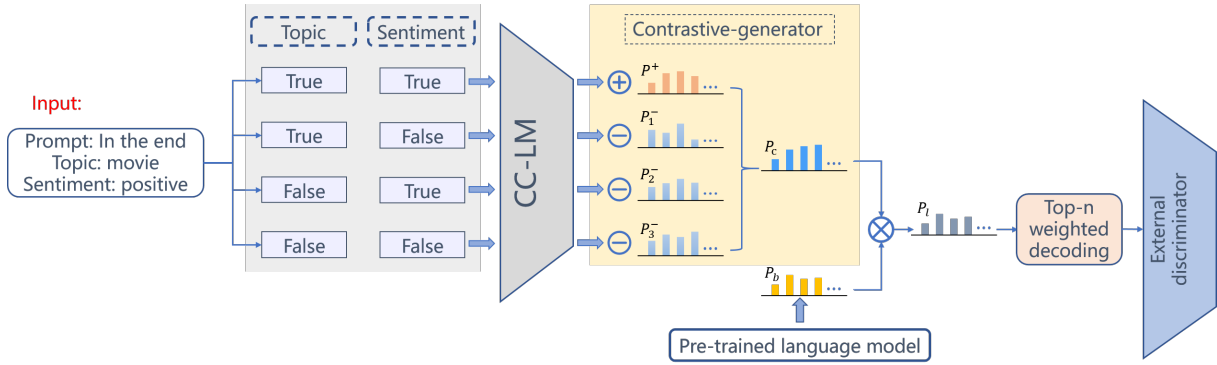 Topic
Sentiment
Contrastive-generator
Input:
Prompt: In the end
Topic: movie
Sentiment: positive
True
True
True
False
False
True
False
False
CC-LM
P+
...
P1−
...
P2−
...
P3−
...
Pc
...
Pb
...
Pre-trained language model
Pl
...
Top-n
weighted
decoding
External
discriminator